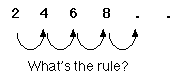 2 4 6 8 . .
What's the rule?